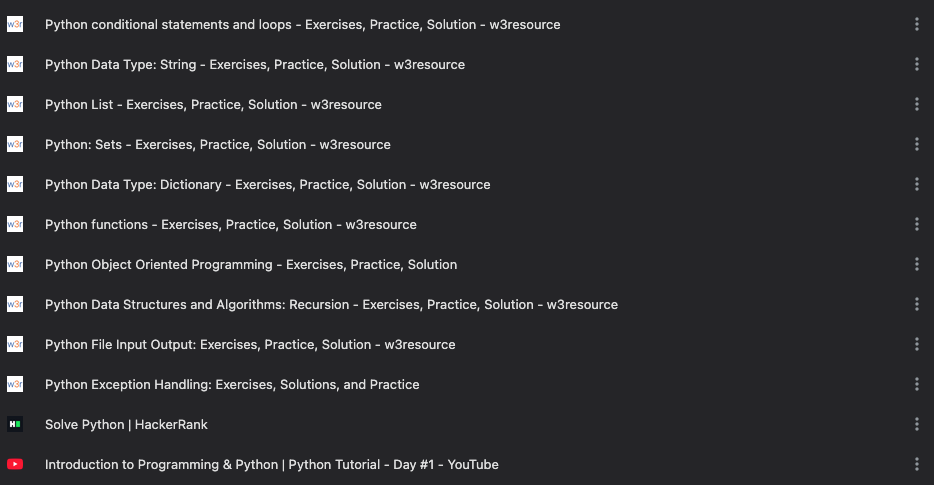 w3r Python conditional statements and loops - Exercises, Practice, Solution - w3resource
w3r Python Data Type: String - Exercises, Practice, Solution - w3resource
w3r Python List - Exercises, Practice, Solution - w3resource
w3r Python: Sets - Exercises, Practice, Solution - w3resource
w3r Python Data Type: Dictionary - Exercises, Practice, Solution - w3resource
w3r Python functions - Exercises, Practice, Solution - w3resource
w3r Python Object Oriented Programming - Exercises, Practice, Solution
w3r Python Data Structures and Algorithms: Recursion - Exercises, Practice, Solution - w3resource
w3r Python File Input Output: Exercises, Practice, Solution - w3resource
w3r Python Exception Handling: Exercises, Solutions, and Practice
H Solve Python | HackerRank
Introduction to Programming & Python | Python Tutorial - Day #1 - YouTube